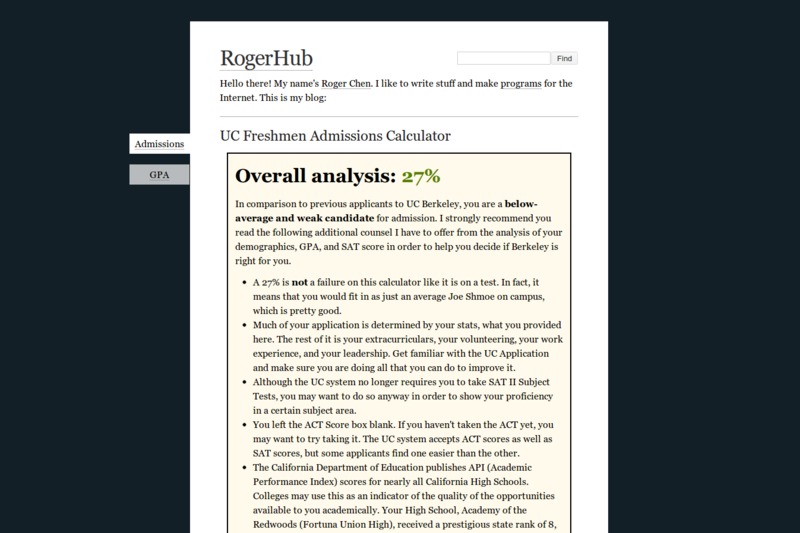 RogerHub
Find
Hello there! My name's Roger Chen. I like to write stuff and make programs for the
Internet. This is my blog:
Admissions
GPA
UC Freshmen Admissions Calculator
Overall analysis: 27%
In comparison to previous applicants to UC Berkeley, you are a below-
average and weak candidate for admission. I strongly recommend you
read the following additional counsel I have to offer from the analysis of your
demographics, GPA, and SAT score in order to help you decide if Berkeley is
right for you.
• A 27% is not a failure on this calculator like it is on a test. In fact, it
means that you would fit in as just an average Joe Shmoe on campus,
which is pretty good.
• Much of your application is determined by your stats, what you provided
here. The rest of it is your extracurriculars, your volunteering, your work
experience, and your leadership. Get familiar with the UC Application
and make sure you are doing all that you can do to improve it.
• Although the UC system no longer requires you to take SAT II Subject
Tests, you may want to do so anyway in order to show your proficiency
in a certain subject area.
• You left the ACT Score box blank. If you haven't taken the ACT yet, you
may want to try taking it. The UC system accepts ACT scores as well as
SAT scores, but some applicants find one easier than the other.
• The California Department of Education publishes API (Academic
Performance Index) scores for nearly all California High Schools.
Colleges may use this as an indicator of the quality of the opportunities
available to you academically. Your High School, Academy of the
Redwoods (Fortuna Union High), received a prestigious state rank of 8,